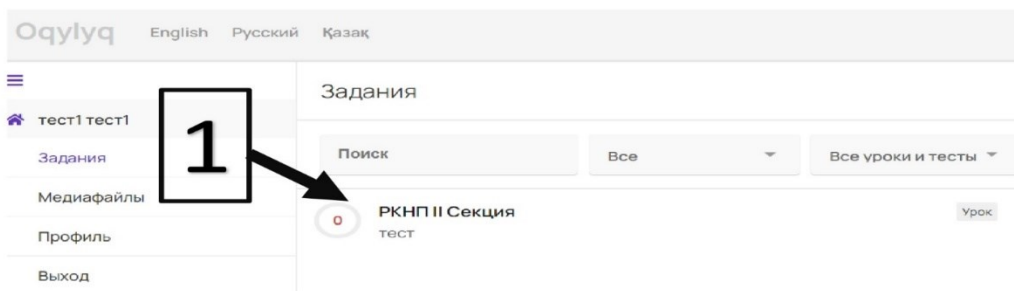 Oqylyq English Русский Қазақ
тест1 тест1
Задания
Медиафайлы
Профиль
Выход
1
Задания
Поиск Все Все уроки и тесты
0 РКНП II Секция Урок
тест